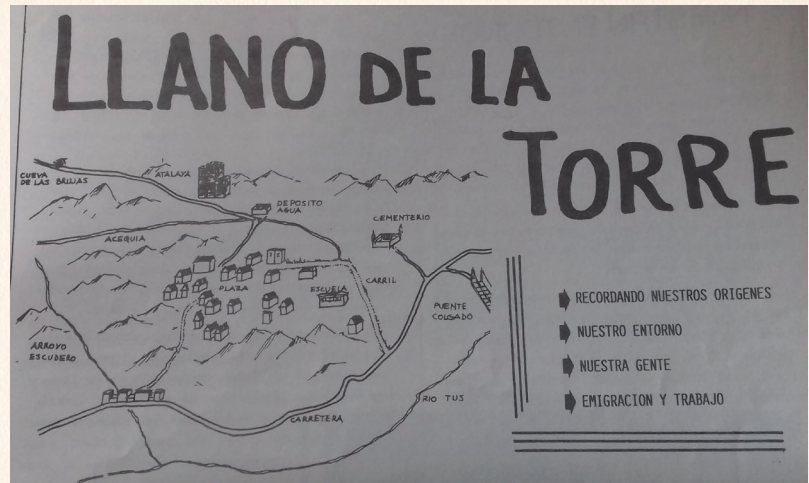 LLANO DE LA
TORRE
CUEVA
DE LAS BRUJAS
ATALAYA
DEPOSITO
AGUA
CEMENTERIO
ACEQUIA
PLAZA
ESCUELA
CARRIL
PUENTE
COLGADO
ARROYO
ESCUDERO
CARRETERA
RIO TUS
RECORDANDO NUESTROS ORIGENES
NUESTRO ENTORNO
NUESTRA GENTE
EMIGRACION Y TRABAJO